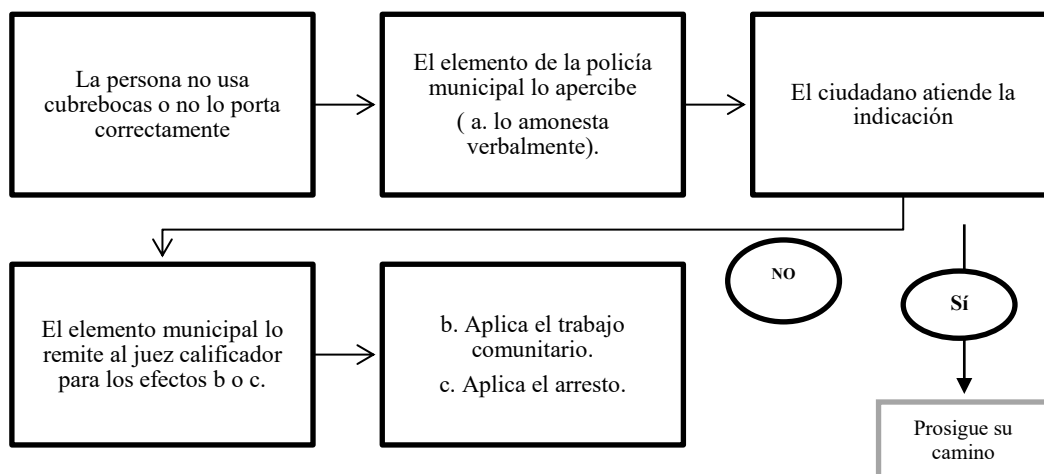 La persona no usa
cubrebocas o no lo porta
correctamente
El elemento de la policía
municipal lo apercibe
( a. lo amonesta
verbalmente).
El ciudadano atiende la
indicación
NO
Sí
El elemento municipal lo
remite al juez calificador
para los efectos b o c.
b. Aplica el trabajo
comunitario.
c. Aplica el arresto.
Prosigue su
camino